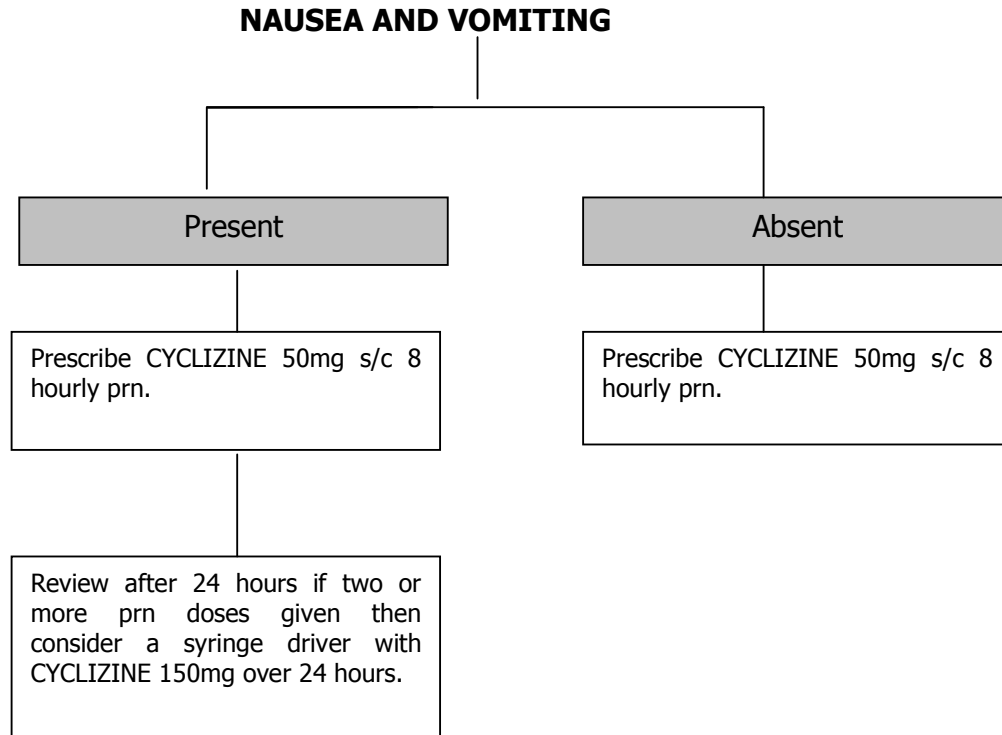 NAUSEA AND VOMITING
Present
Absent
Prescribe CYCLIZINE 50mg s/c 8
hourly prn.
Prescribe CYCLIZINE 50mg s/c 8
hourly prn.
Review after 24 hours if two or
more prn doses given then
consider a syringe driver with
CYCLIZINE 150mg over 24 hours.